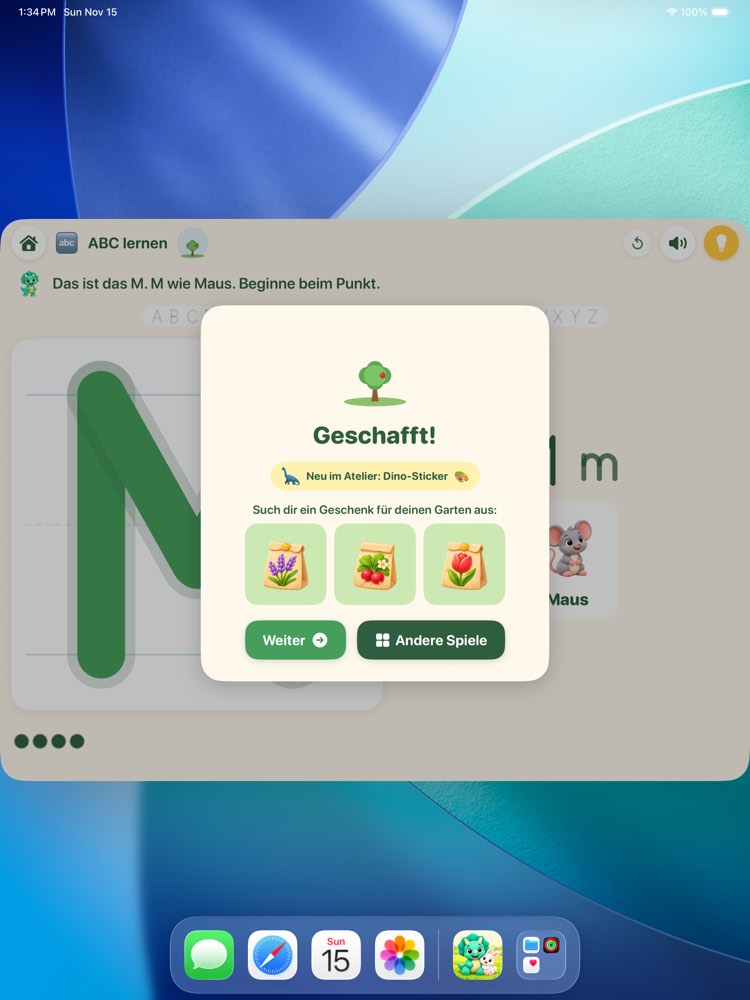 1:34 PM Sun Nov 15
100%
abc
ABC lernen
Das ist das M. M wie Maus. Beginne beim Punkt.
A B C
X Y Z
Geschafft!
Neu im Atelier: Dino-Sticker
Such dir ein Geschenk für deinen Garten aus:
m
Maus
Weiter
Andere Spiele
Sun
15